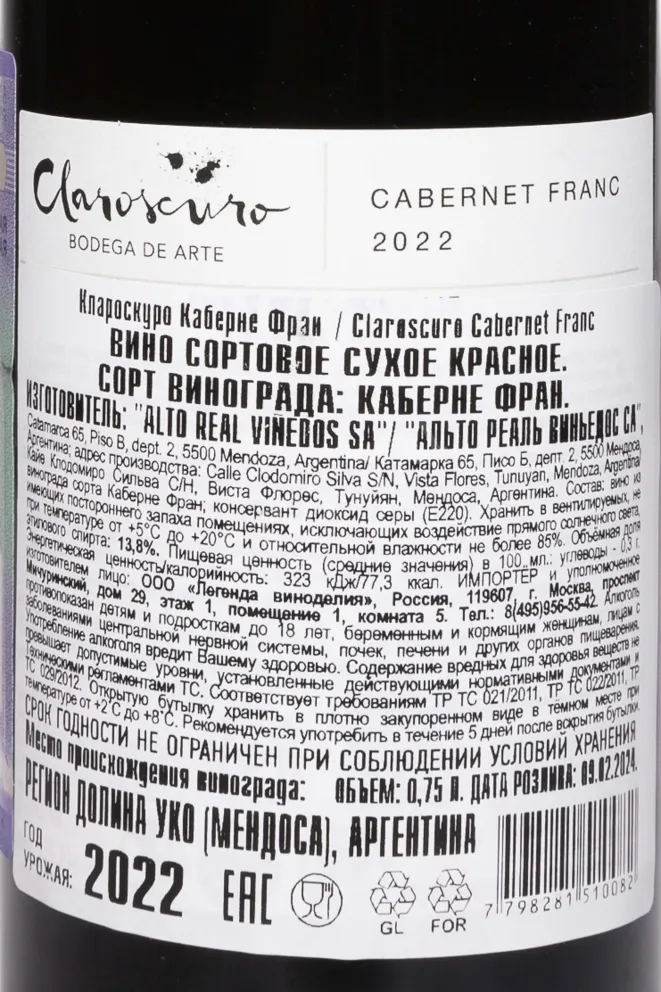 Claroscuro
BODEGA DE ARTE
CABERNET FRANC
2022
Клароскуро Каберне Фран / Claroscuro Cabernet Franc
ВИНО СОРТОВОЕ СУХОЕ КРАСНОЕ.
СОРТ ВИНОГРАДА: КАБЕРНЕ ФРАН.
ИЗГОТОВИТЕЛЬ: "ALTO REAL VIÑEDOS SA"/ "АЛЬТО РЕАЛЬ ВИНЬЕДОС СА",
Catamarca 65, Piso B, dept. 2, 5500 Mendoza, Argentina/ Катамарка 65, Писо Б, депт. 2, 5500 Мендоса,
Аргентина; адрес производства: Calle Clodomiro Silva S/N, Vista Flores, Tunuyan, Mendoza, Argentina/
Кайе Клодомиро Сильва С/Н, Виста Флорес, Тунуйян, Мендоса, Аргентина. Состав: вино из
винограда сорта Каберне Фран; консервант диоксид серы (Е220). Хранить в вентилируемых, не
имеющих постороннего запаха помещениях, исключающих воздействие прямого солнечного света,
при температуре от +5°С до +20°С и относительной влажности не более 85%. Объёмная доля
этилового спирта: 13,8%. Пищевая ценность (средние значения) в 100 мл.: углеводы - 0,3 г.
Энергетическая ценность/калорийность: 323 кДж/77,3 ккал. ИМПОРТЕР и уполномоченное
изготовителем лицо: ООО «Легенда виноделия», Россия, 119607, г. Москва, проспект
Мичуринский, дом 29, этаж 1, помещение 1, комната 5. Тел.: 8(495)956-55-42. Алкоголь
противопоказан детям и подросткам до 18 лет, беременным и кормящим женщинам, лицам с
заболеваниями центральной нервной системы, почек, печени и других органов пищеварения.
Употребление алкоголя вредит Вашему здоровью. Содержание вредных для здоровья веществ не
превышает допустимые уровни, установленные действующими нормативными документами и
Техническими регламентами ТС. Соответствует требованиям ТР ТС 021/2011, ТР ТС 022/2011, ТР
ТС 029/2012. Открытую бутылку хранить в плотно закупоренном виде в тёмном месте при
температуре от +2°С до +8°С. Рекомендуется употребить в течение 5 дней после вскрытия бутылки.
СРОК ГОДНОСТИ НЕ ОГРАНИЧЕН ПРИ СОБЛЮДЕНИИ УСЛОВИЙ ХРАНЕНИЯ
Место происхождения винограда: ОБЪЕМ: 0,75 Л. ДАТА РОЗЛИВА: 09.02.2024.
РЕГИОН ДОЛИНА УКО (МЕНДОСА), АРГЕНТИНА
ГОД
УРОЖАЯ: 2022
EAC
GL FOR
7 798281 510082